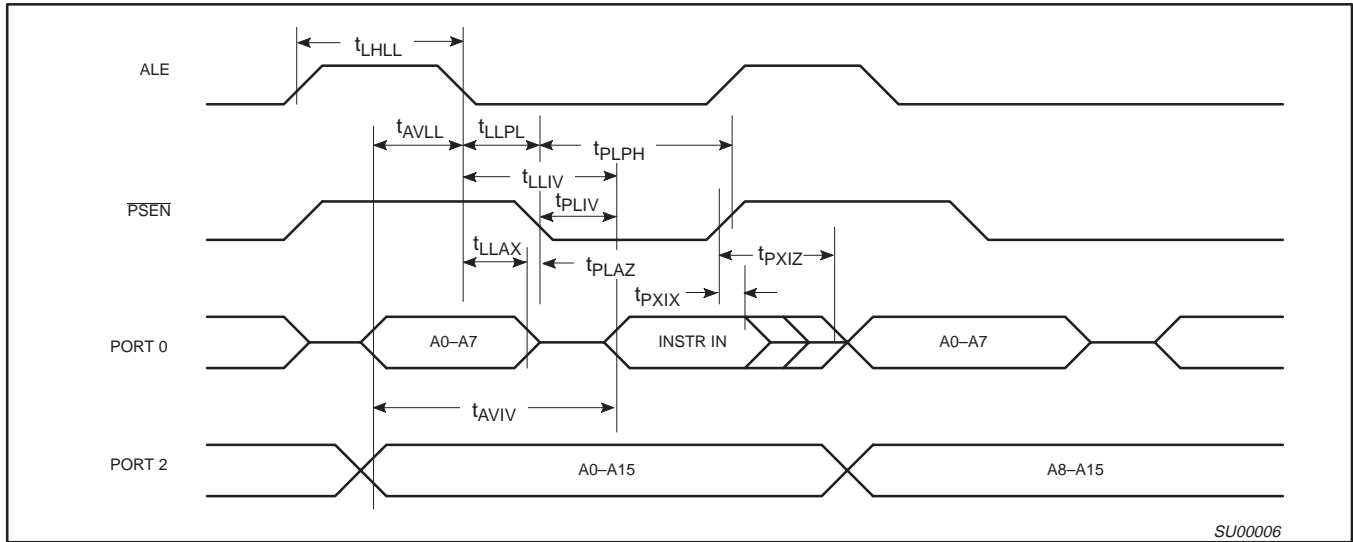 tLHLL
ALE
tAVLL tLLPL
tPLPH
tLLIV
PSEN
tPLIV
tLLAX
tPLAZ
tPXIZ
tPXIX
PORT 0 A0–A7 INSTR IN A0–A7
tAVIV
PORT 2 A0–A15 A8–A15
SU00006